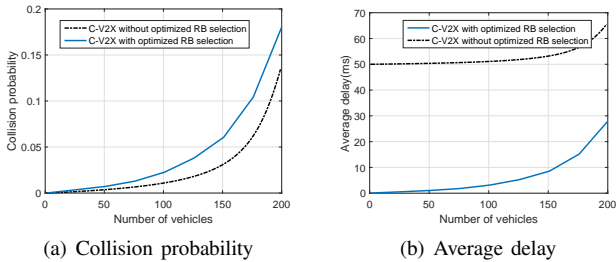 0.2
0.15
0.1
0.05
0
Collision probability
C-V2X without optimized RB selection
C-V2X with optimized RB selection
0 50 100 150 200
Number of vehicles
(a) Collision probability
70
60
50
40
30
20
10
0
Average delay(ms)
C-V2X with optimized RB selection
C-V2X without optimized RB selection
0 50 100 150 200
Number of vehicles
(b) Average delay